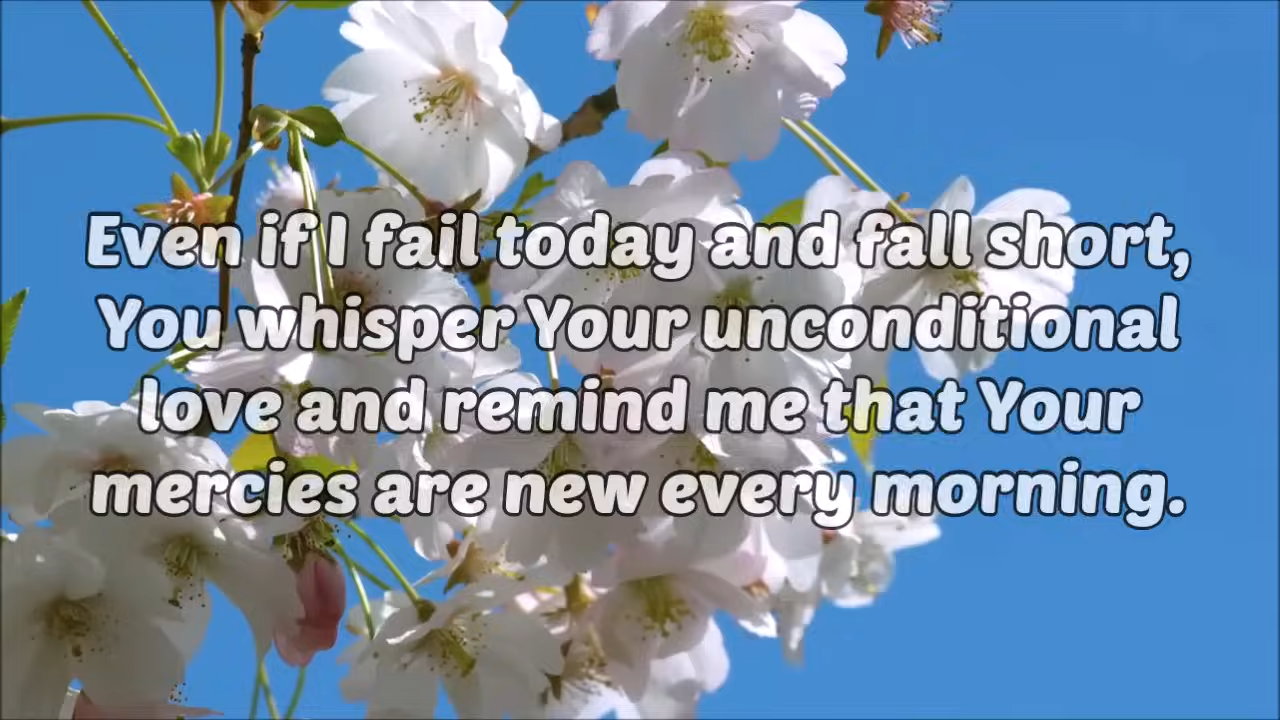 Even if I fail today and fall short,
You whisper Your unconditional
love and remind me that Your
mercies are new every morning.